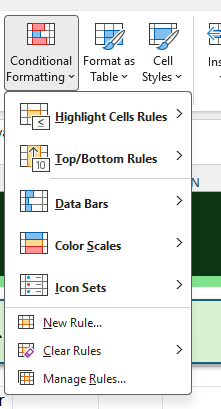 Conditional Formatting
Format as Table
Cell Styles
Highlight Cells Rules
10
Top/Bottom Rules
Data Bars
Color Scales
Icon Sets
New Rule...
Clear Rules
Manage Rules...
N